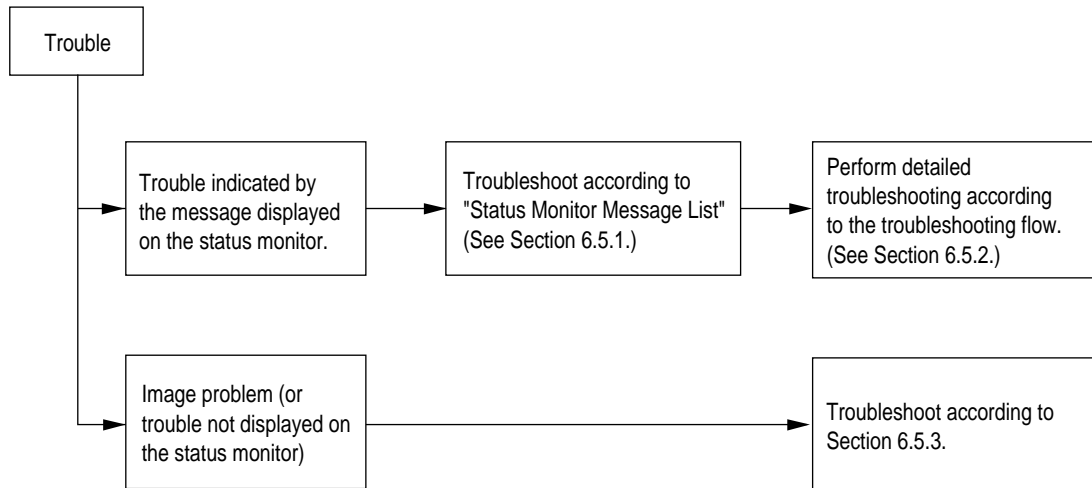 Trouble
Trouble indicated by
the message displayed
on the status monitor.
Troubleshoot according to
"Status Monitor Message List"
(See Section 6.5.1.)
Perform detailed
troubleshooting according
to the troubleshooting flow.
(See Section 6.5.2.)
Image problem (or
trouble not displayed on
the status monitor)
Troubleshoot according to
Section 6.5.3.